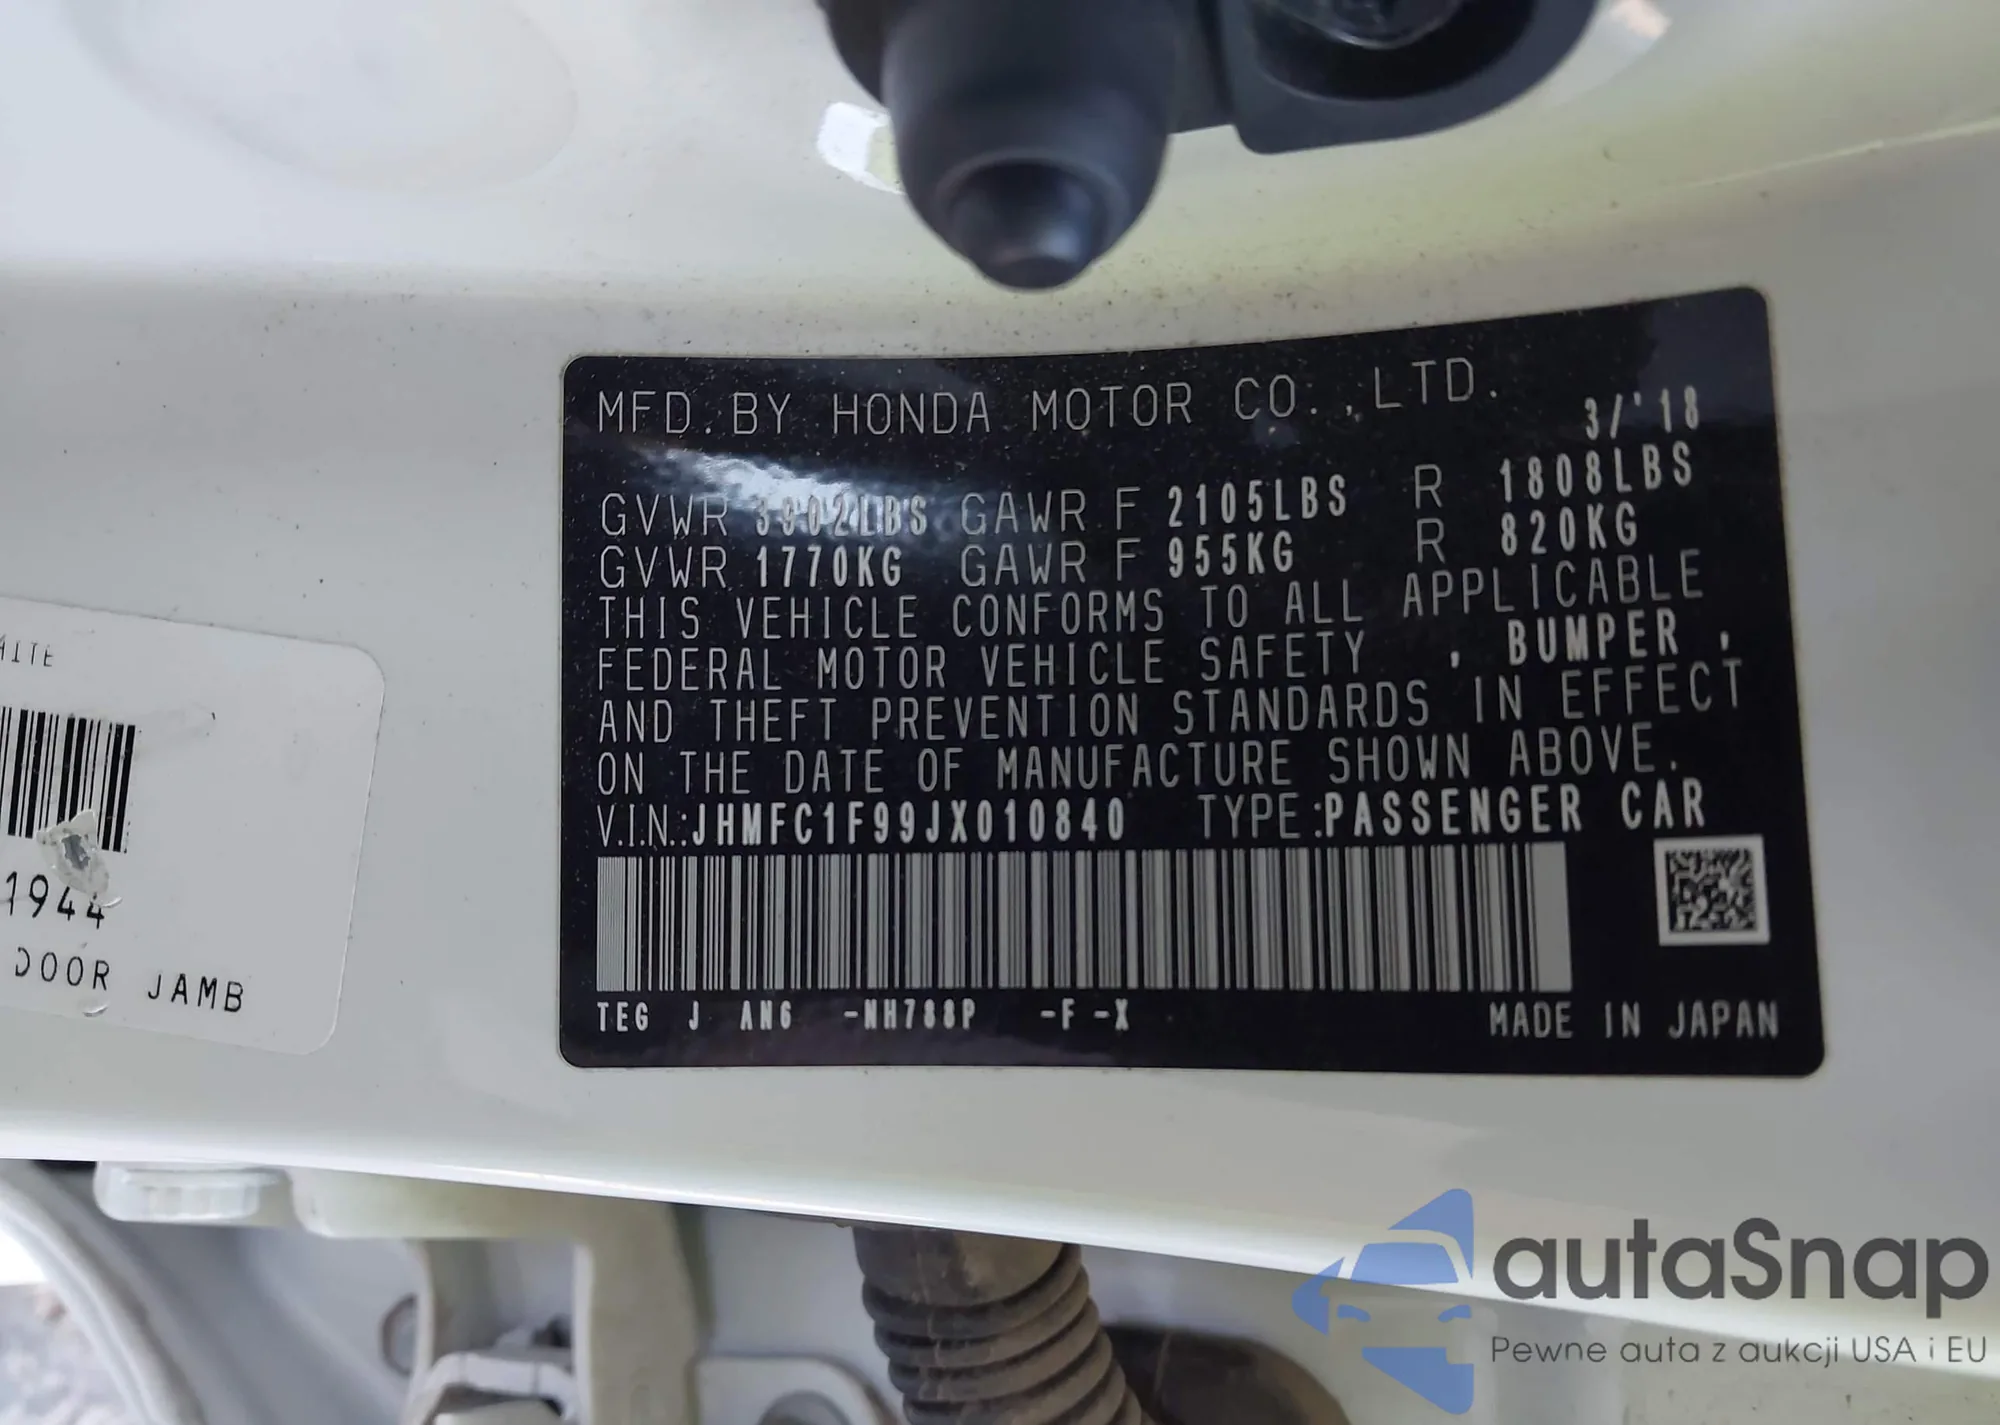 MFD. BY HONDA MOTOR CO., LTD.
3/'18
GVWR 3902LBS GAWR F 2105LBS R 1808LBS
GVWR 1770KG GAWR F 955KG R 820KG
THIS VEHICLE CONFORMS TO ALL APPLICABLE
FEDERAL MOTOR VEHICLE SAFETY , BUMPER ,
AND THEFT PREVENTION STANDARDS IN EFFECT
ON THE DATE OF MANUFACTURE SHOWN ABOVE.
V.I.N.:JHMFC1F99JX010840 TYPE:PASSENGER CAR
TEG J AN6 -NH788P -F -X MADE IN JAPAN
1944
DOOR JAMB
autaSnap
Pewne auta z aukcji USA i EU